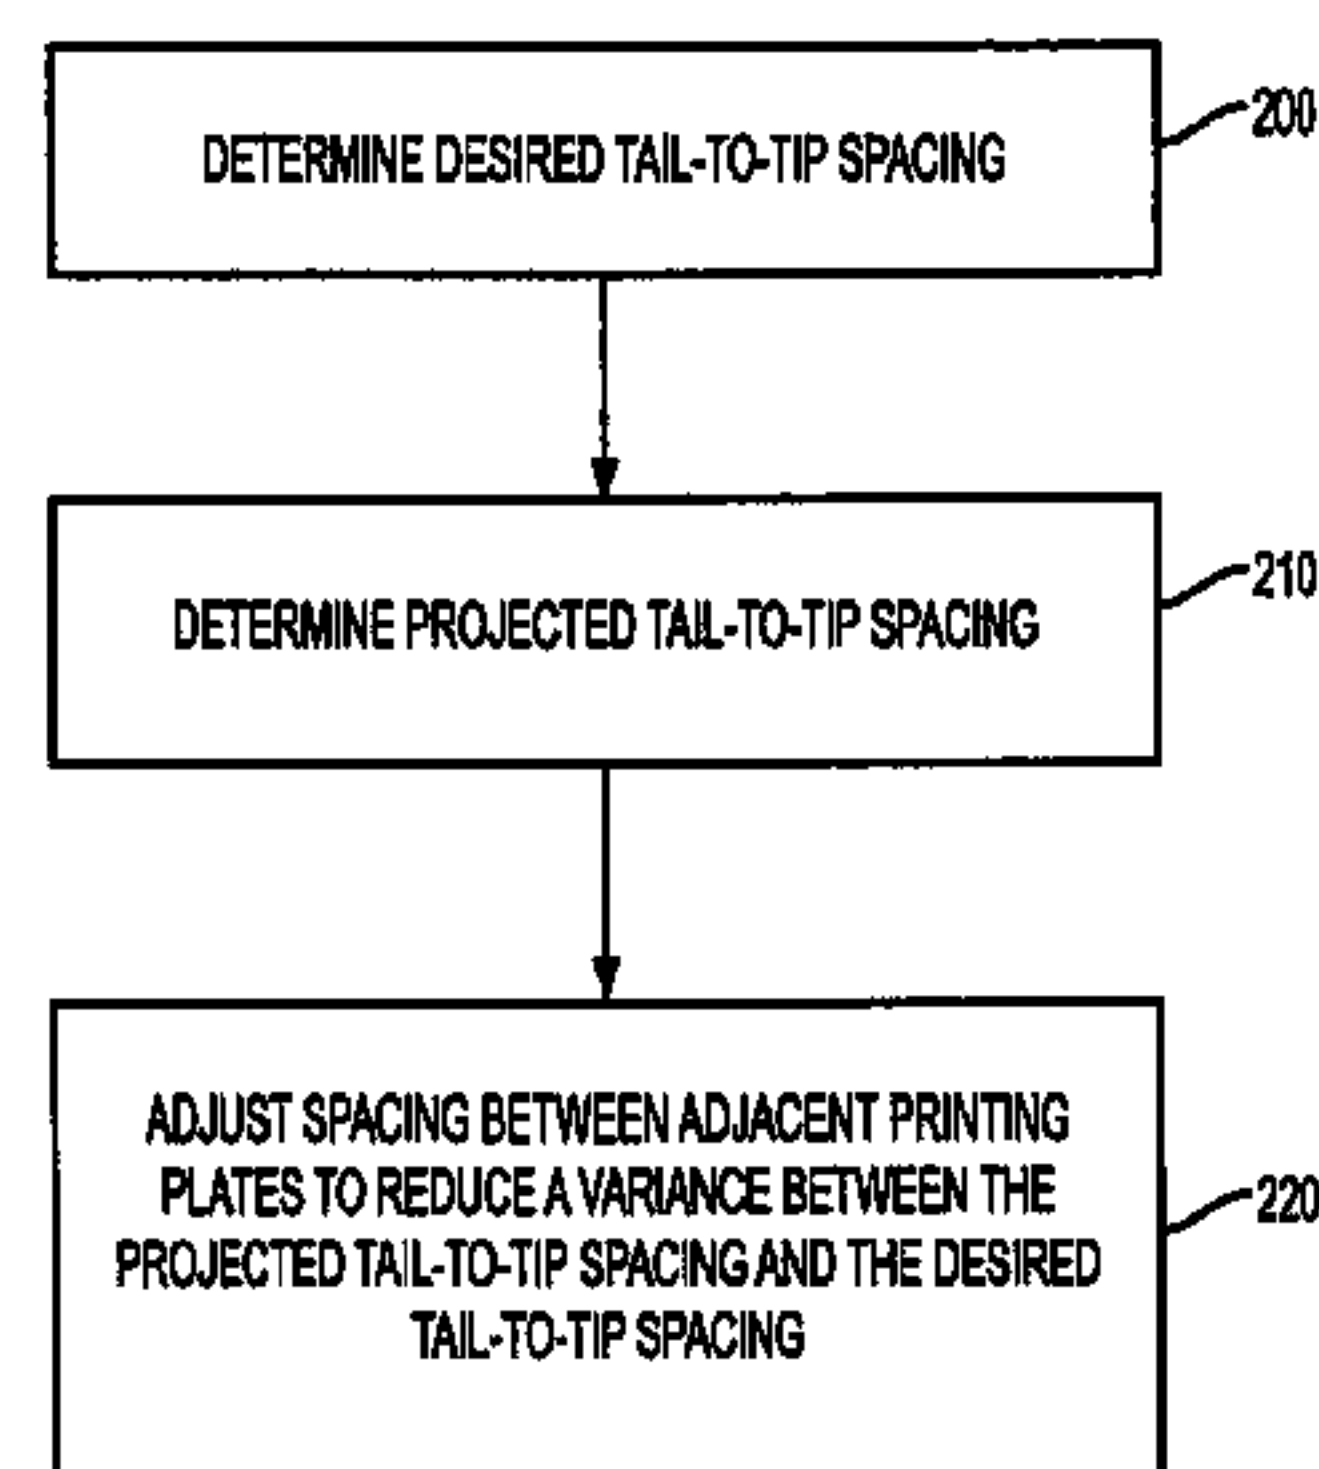 DETERMINE DESIRED TAIL-TO-TIP SPACING
200
DETERMINE PROJECTED TAIL-TO-TIP SPACING
210
ADJUST SPACING BETWEEN ADJACENT PRINTING
PLATES TO REDUCE A VARIANCE BETWEEN THE
PROJECTED TAIL-TO-TIP SPACING AND THE DESIRED
TAIL-TO-TIP SPACING
220